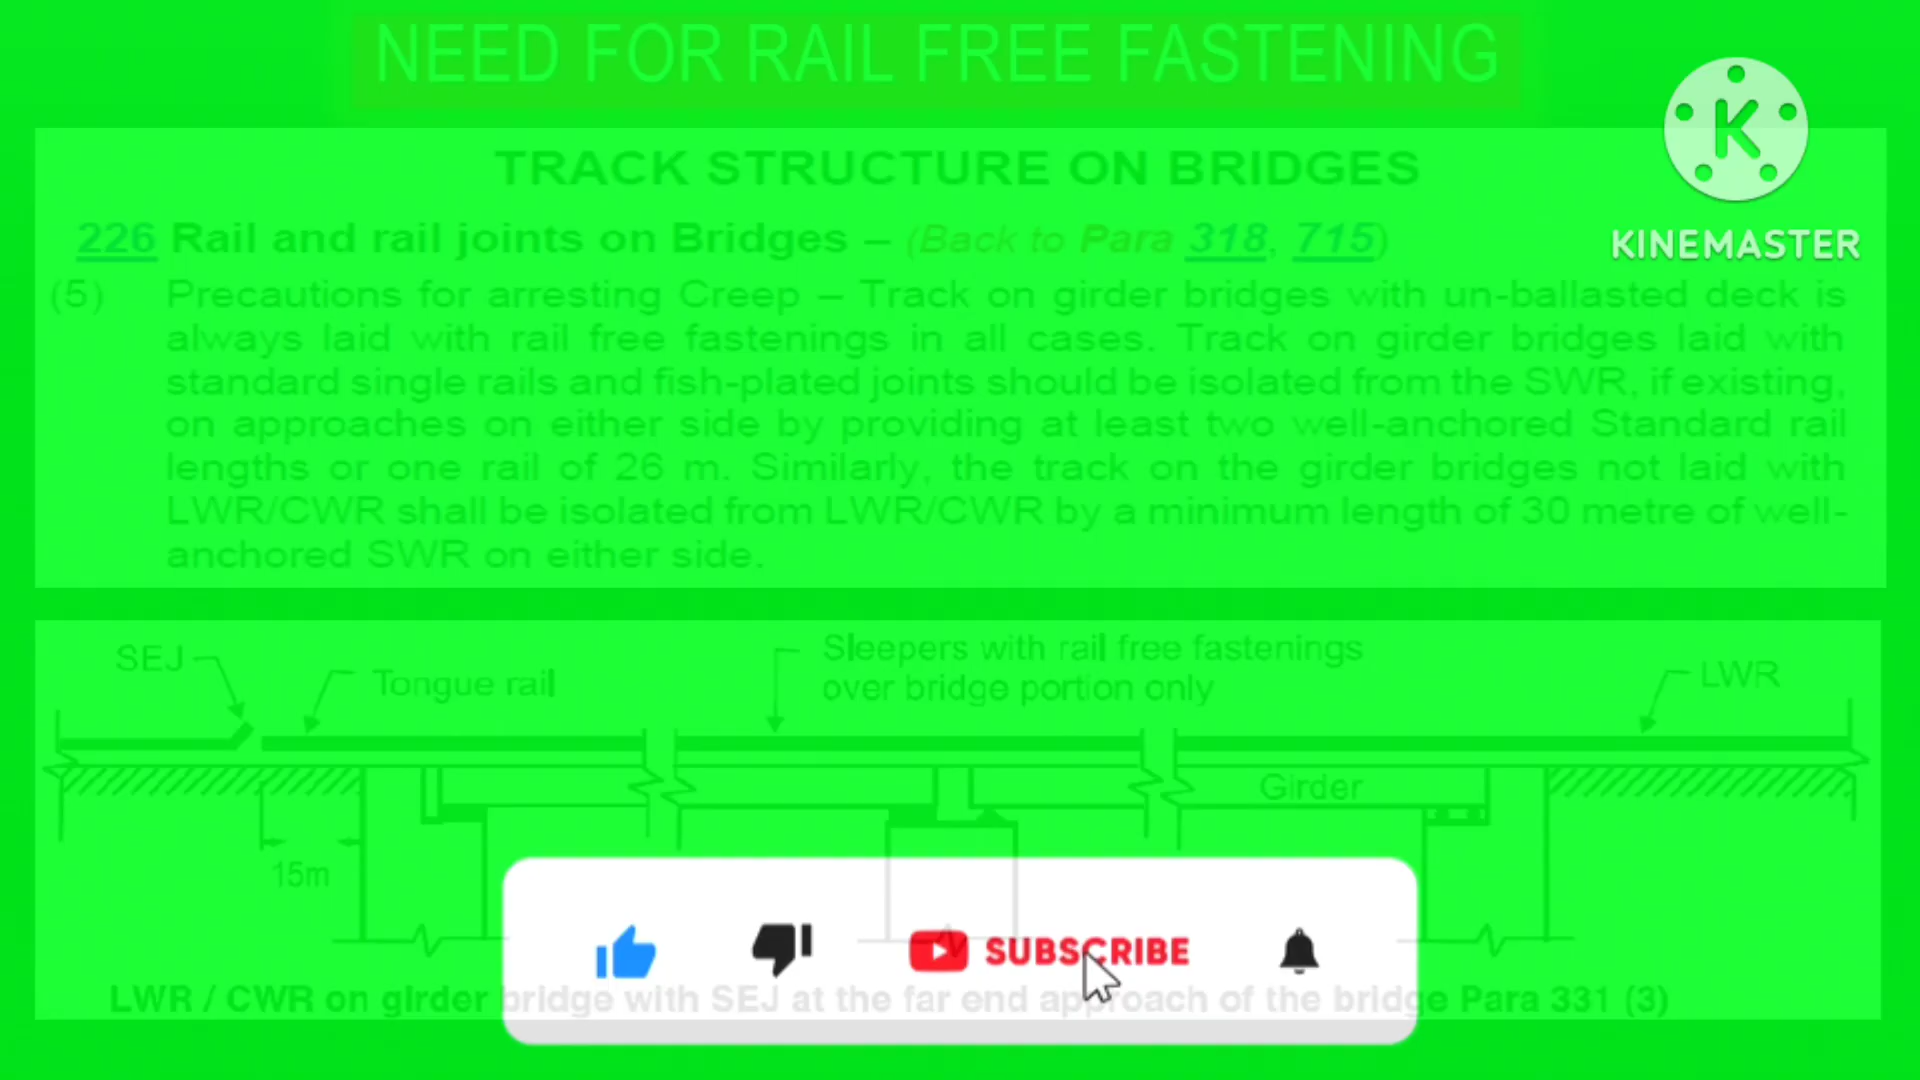 NEED FOR RAIL FREE FASTENING
K
KINEMASTER
TRACK STRUCTURE ON BRIDGES
226 Rail and rail joints on Bridges – (Back to Para 318, 715)
(5) Precautions for arresting Creep – Track on girder bridges with un-ballasted deck is
always laid with rail free fastenings in all cases. Track on girder bridges laid with
standard single rails and fish-plated joints should be isolated from the SWR, if existing,
on approaches on either side by providing at least two well-anchored Standard rail
lengths or one rail of 26 m. Similarly, the track on the girder bridges not laid with
LWR/CWR shall be isolated from LWR/CWR by a minimum length of 30 metre of well-
anchored SWR on either side.
SEJ
Tongue rail
Sleepers with rail free fastenings
over bridge portion only
LWR
Girder
15m
SUBSCRIBE
LWR / CWR on girder bridge with SEJ at the far end approach of the bridge Para 331 (3)